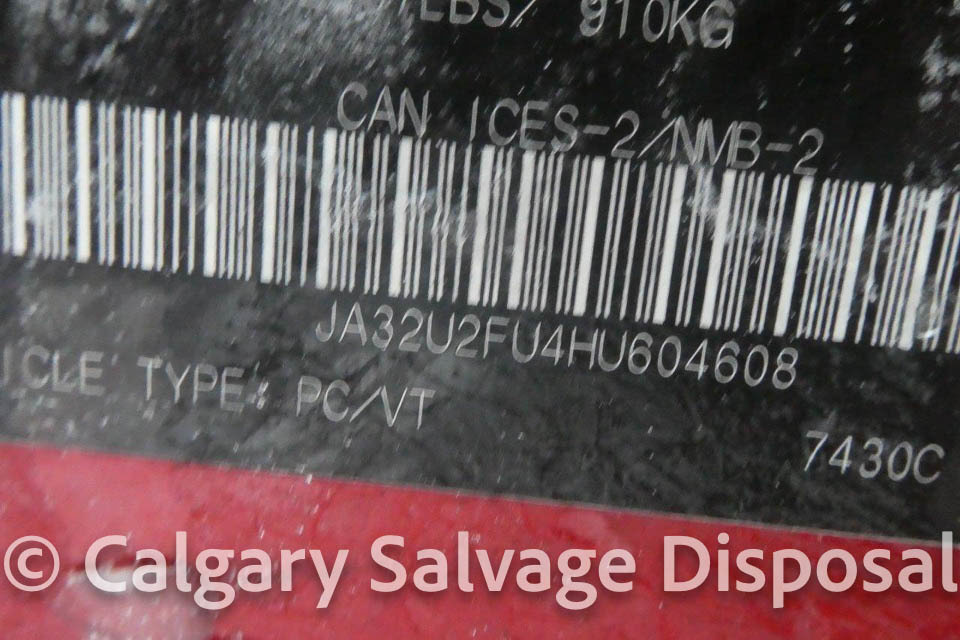 LBS/ 910KG
CAN ICES-2/NMB-2
JA32U2FU4HU604608
ICLE TYPE: PC/VT
7430C
© Calgary Salvage Disposal